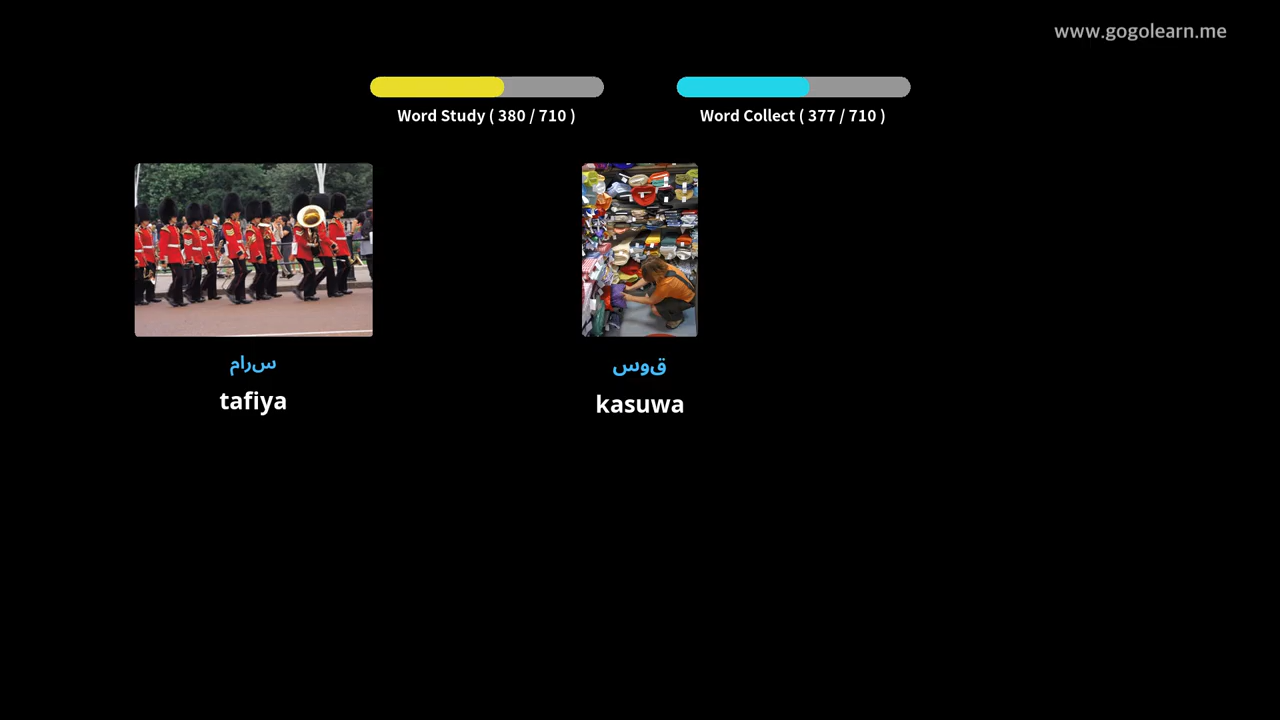 www.gogolearn.me
Word Study ( 380 / 710 )
Word Collect ( 377 / 710 )
سرام
tafiya
قوس
kasuwa